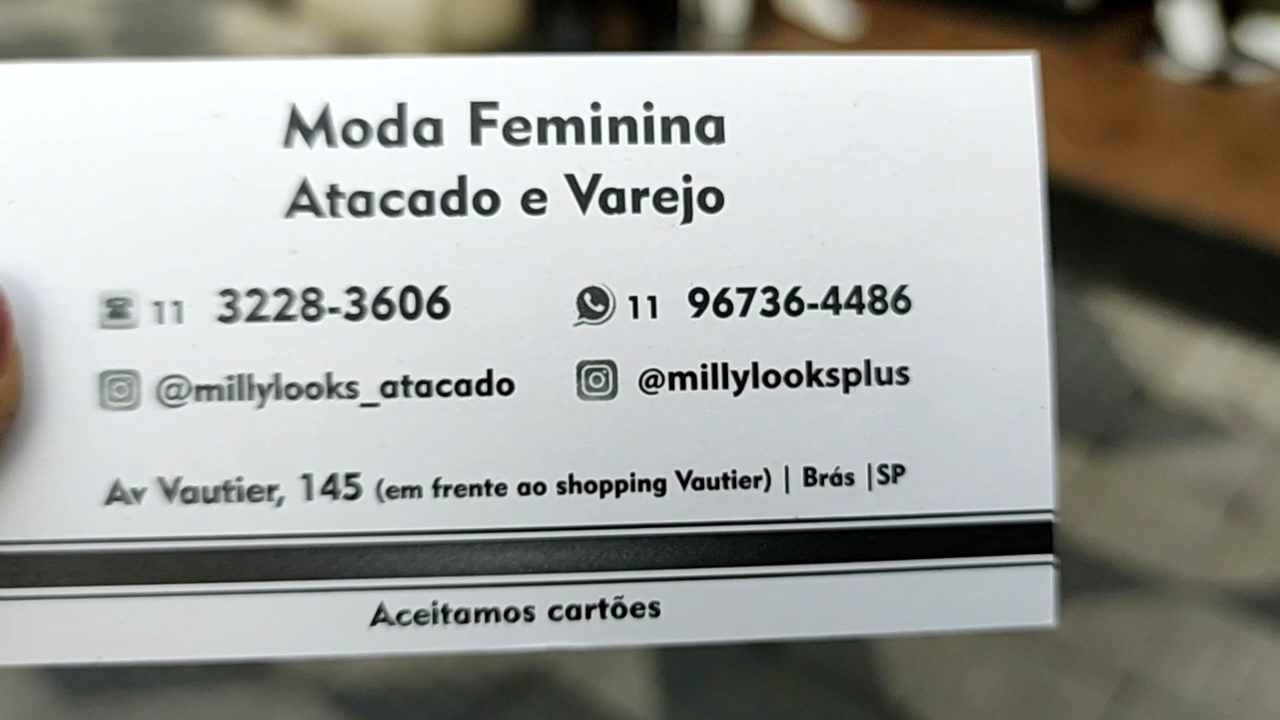 Moda Feminina
Atacado e Varejo
11 3228-3606
11 96736-4486
@millylooks_atacado
@millylooksplus
Av Vautier, 145 (em frente ao shopping Vautier) | Brás |SP
Aceitamos cartões